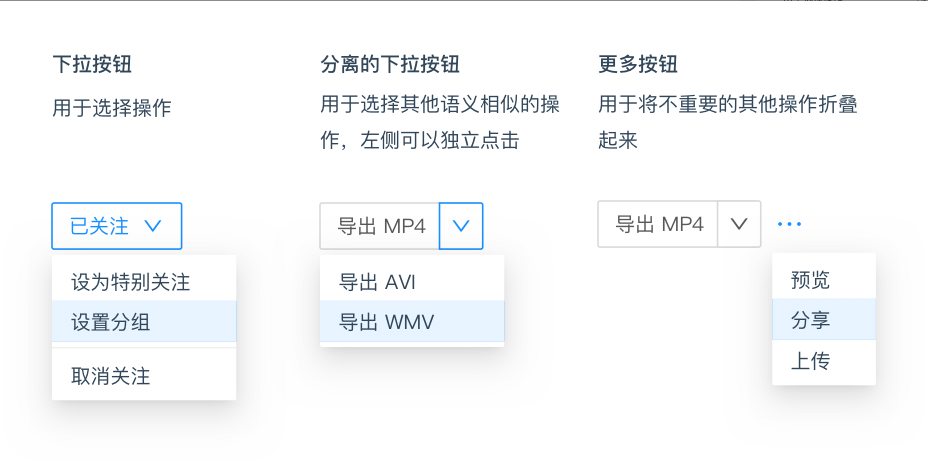 下拉按钮
用于选择操作
已关注
设为特别关注
设置分组
取消关注
分离的下拉按钮
用于选择其他语义相似的操
作，左侧可以独立点击
导出 MP4
导出 AVI
导出 WMV
更多按钮
用于将不重要的其他操作折叠
起来
导出 MP4
预览
分享
上传